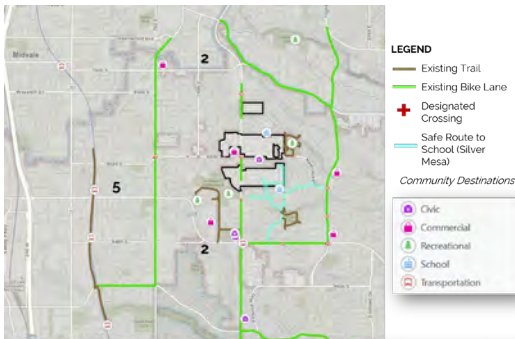 Midvale
2
5
2
LEGEND
Existing Trail
Existing Bike Lane
Designated
Crossing
Safe Route to
School (Silver
Mesa)
Community Destinations
Civic
Commercial
Recreational
School
Transportation